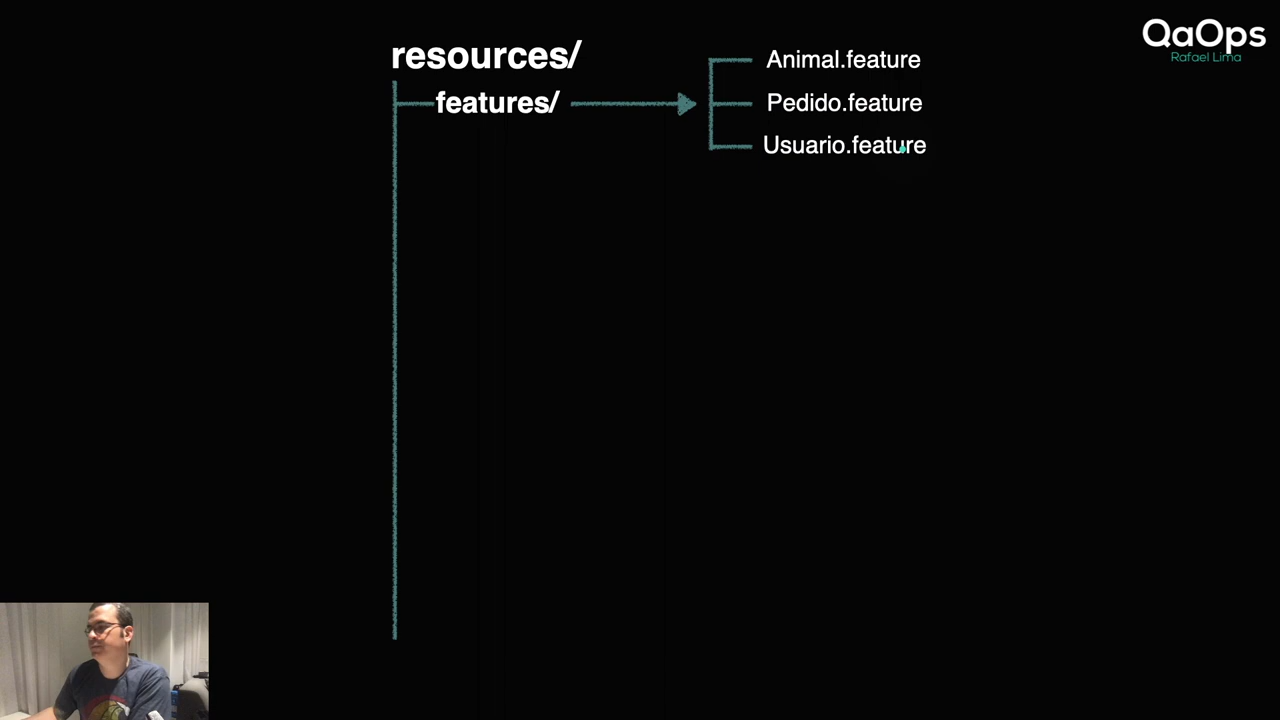 QaOps
Rafael Lima
resources/
features/
Animal.feature
Pedido.feature
Usuario.feature